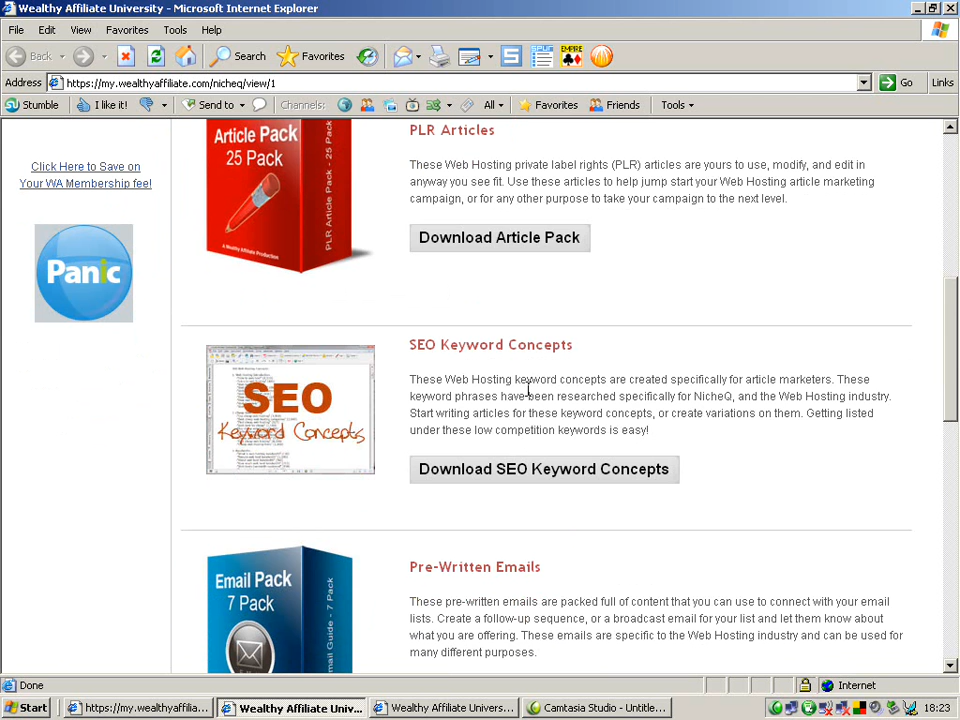 Wealthy Affiliate University - Microsoft Internet Explorer
File Edit View Favorites Tools Help
Back Search Favorites
Address https://my.wealthyaffiliate.com/nicheq/view/1 Go Links
Stumble I like it! Send to Channels: All Favorites Friends Tools
Click Here to Save on
Your WA Membership fee!
Panic
Article Pack
25 Pack
PLR Article Pack - 25 Pack
A Wealthy Affiliate Production
PLR Articles
These Web Hosting private label rights (PLR) articles are yours to use, modify, and edit in
anyway you see fit. Use these articles to help jump start your Web Hosting article marketing
campaign, or for any other purpose to take your campaign to the next level.
Download Article Pack
SEO
Keyword Concepts
SEO Keyword Concepts
These Web Hosting keyword concepts are created specifically for article marketers. These
keyword phrases have been researched specifically for NicheQ, and the Web Hosting industry.
Start writing articles for these keyword concepts, or create variations on them. Getting listed
under these low competition keywords is easy!
Download SEO Keyword Concepts
Email Pack
7 Pack
Email Guide - 7 Pack
Pre-Written Emails
These pre-written emails are packed full of content that you can use to connect with your email
lists. Create a follow-up sequence, or a broadcast email for your list and let them know about
what you are offering. These emails are specific to the Web Hosting industry and can be used for
many different purposes.
Done Internet
Start https://my.wealthyaffilia... Wealthy Affiliate Univ... Wealthy Affiliate Univers... Camtasia Studio - Untitle... 18:23